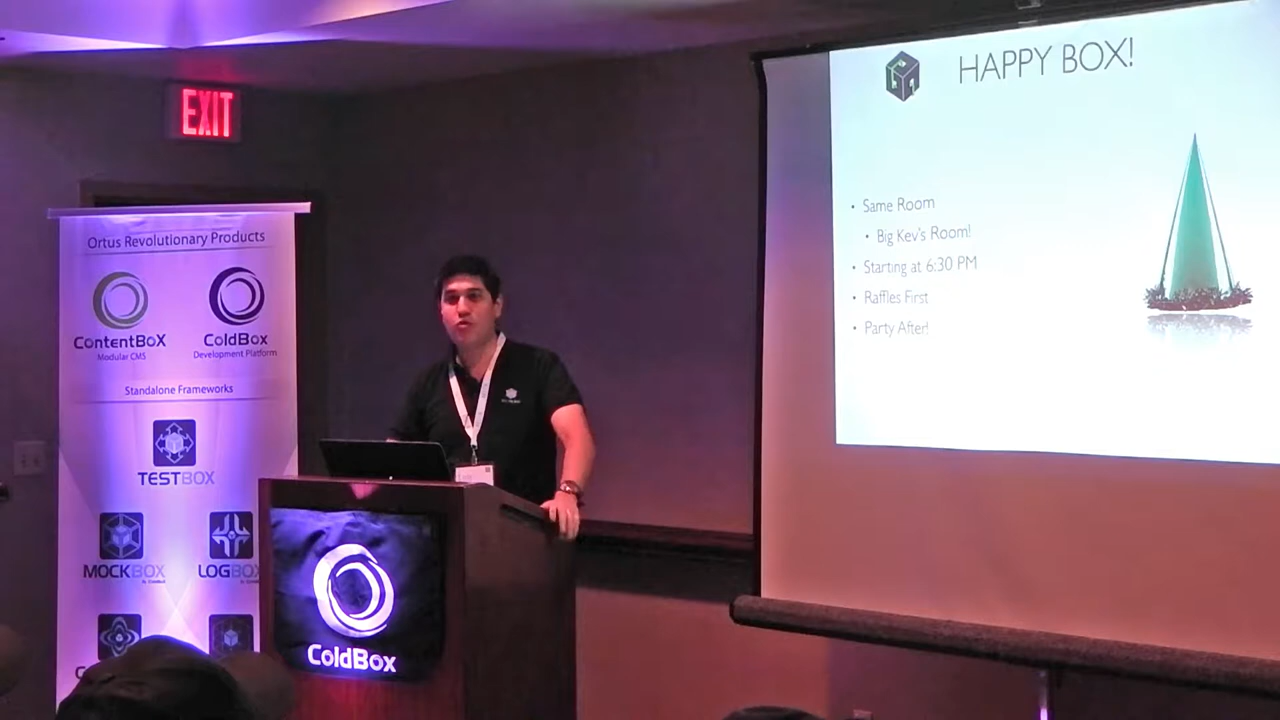 EXIT
Ortus Revolutionary Products
ContentBox
Modular CMS
ColdBox
Development Platform
Standalone Frameworks
TESTBOX
MOCKBOX
LOGBOX
C
ColdBox
HAPPY BOX!
• Same Room
• Big Kev's Room!
• Starting at 6:30 PM
• Raffles First
• Party After!